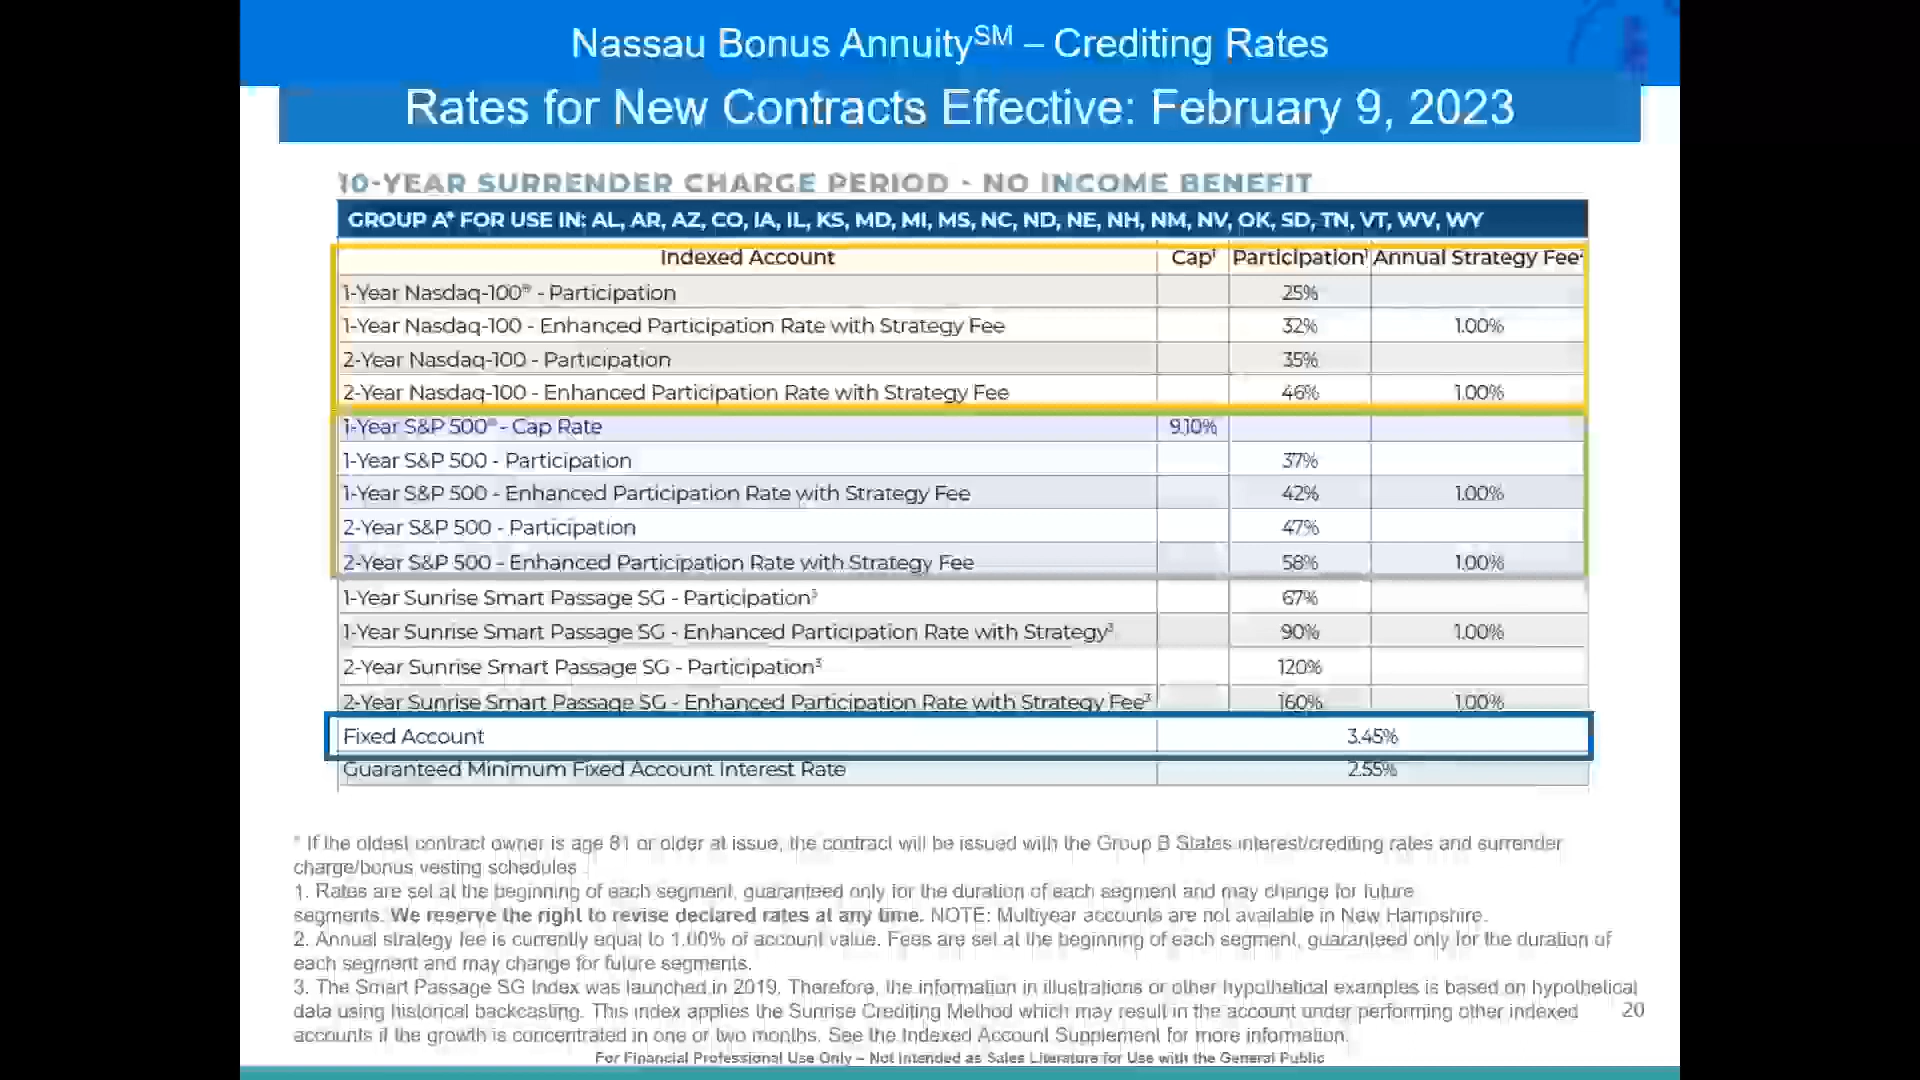 Nassau Bonus Annuity℠ – Crediting Rates
Rates for New Contracts Effective: February 9, 2023
10-YEAR SURRENDER CHARGE PERIOD - NO INCOME BENEFIT
GROUP A* FOR USE IN: AL, AR, AZ, CO, IA, IL, KS, MD, MI, MS, NC, ND, NE, NH, NM, NV, OK, SD, TN, VT, WV, WY
Indexed Account Cap¹ Participation¹ Annual Strategy Fee²
1-Year Nasdaq-100® - Participation 25%
1-Year Nasdaq-100 - Enhanced Participation Rate with Strategy Fee 32% 1.00%
2-Year Nasdaq-100 - Participation 35%
2-Year Nasdaq-100 - Enhanced Participation Rate with Strategy Fee 46% 1.00%
1-Year S&P 500® - Cap Rate 9.10%
1-Year S&P 500 - Participation 37%
1-Year S&P 500 - Enhanced Participation Rate with Strategy Fee 42% 1.00%
2-Year S&P 500 - Participation 47%
2-Year S&P 500 - Enhanced Participation Rate with Strategy Fee 58% 1.00%
1-Year Sunrise Smart Passage SG - Participation³ 67%
1-Year Sunrise Smart Passage SG - Enhanced Participation Rate with Strategy³ 90% 1.00%
2-Year Sunrise Smart Passage SG - Participation³ 120%
2-Year Sunrise Smart Passage SG - Enhanced Participation Rate with Strategy Fee³ 160% 1.00%
Fixed Account 3.45%
Guaranteed Minimum Fixed Account Interest Rate 2.55%
* If the oldest contract owner is age 81 or older at issue, the contract will be issued with the Group B States interest/crediting rates and surrender
charge/bonus vesting schedules
1. Rates are set at the beginning of each segment, guaranteed only for the duration of each segment and may change for future
segments. We reserve the right to revise declared rates at any time. NOTE: Multiyear accounts are not available in New Hampshire.
2. Annual strategy fee is currently equal to 1.00% of account value. Fees are set at the beginning of each segment, guaranteed only for the duration of
each segment and may change for future segments.
3. The Smart Passage SG Index was launched in 2019. Therefore, the information in illustrations or other hypothetical examples is based on hypothetical
data using historical backcasting. This index applies the Sunrise Crediting Method which may result in the account under performing other indexed
accounts if the growth is concentrated in one or two months. See the Indexed Account Supplement for more information.
20
For Financial Professional Use Only – Not Intended as Sales Literature for Use with the General Public